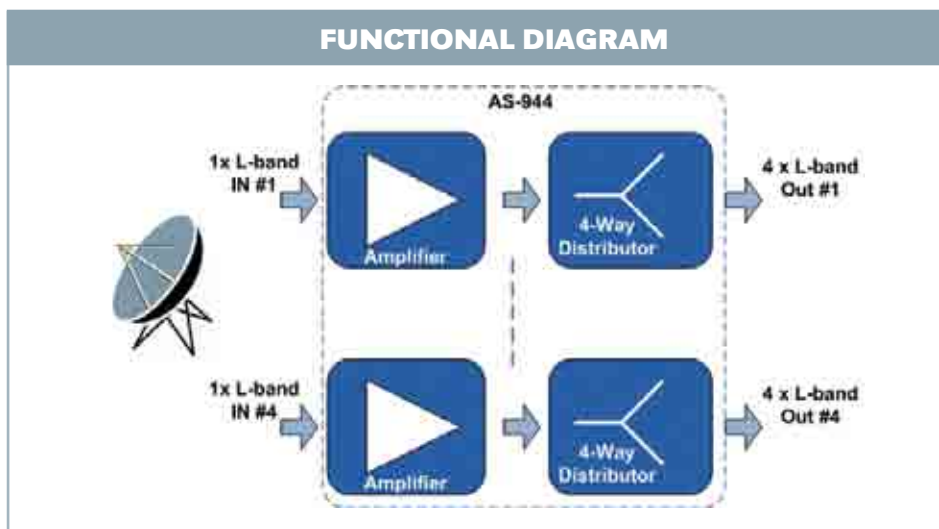 FUNCTIONAL DIAGRAM
AS-944
1x L-band
IN #1
Amplifier
4-Way
Distributor
4 x L-band
Out #1
1x L-band
IN #4
Amplifier
4-Way
Distributor
4 x L-band
Out #4